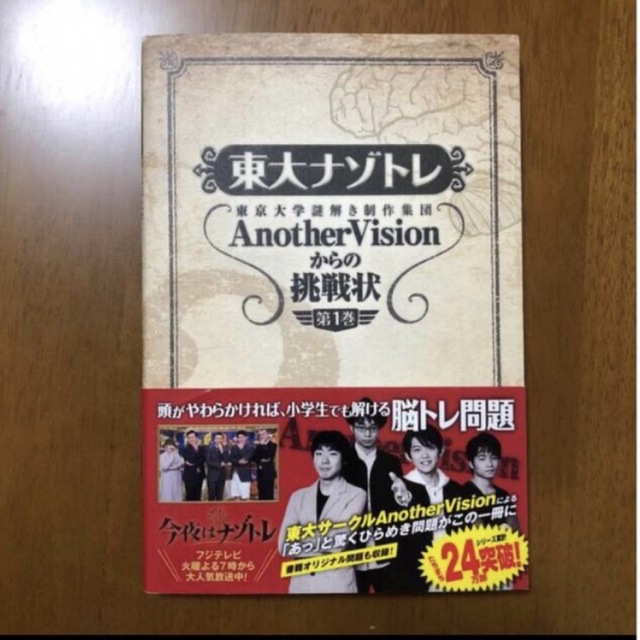 東大ナゾトレ
東京大学謎解き制作集団
AnotherVision
からの
挑戦状
第1巻
頭がやわらかければ、小学生でも解ける脳トレ問題
AnotherVision
今夜はナゾトレ
フジテレビ
火曜よる7時から
大人気放送中!
東大サークルAnotherVisionによる
「あっ」と驚くひらめき問題がこの一冊に
書籍オリジナル問題も収録!
シリーズ累計
24万部突破!